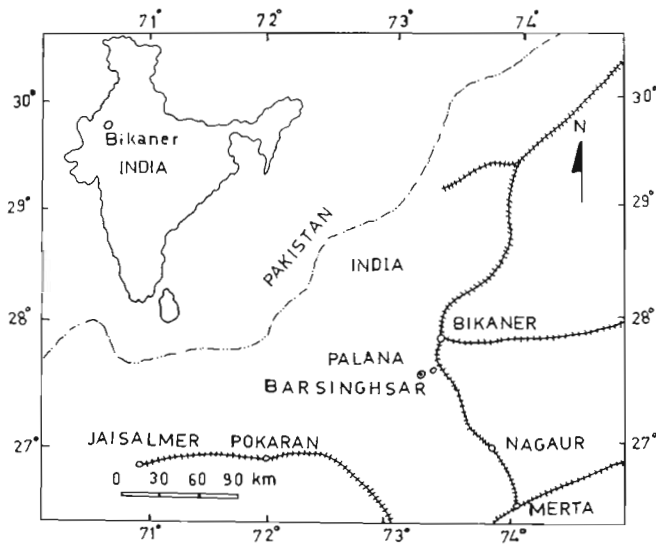 71° 72° 73° 74°
30° 30°
Bikaner
INDIA
N
29° 29°
PAKISTAN
INDIA
28° 28°
BIKANER
PALANA
BARSINGHSAR
27° 27°
JAISALMER POKARAN NAGAUR
0 30 60 90 km
MERTA
71° 72° 73° 74°